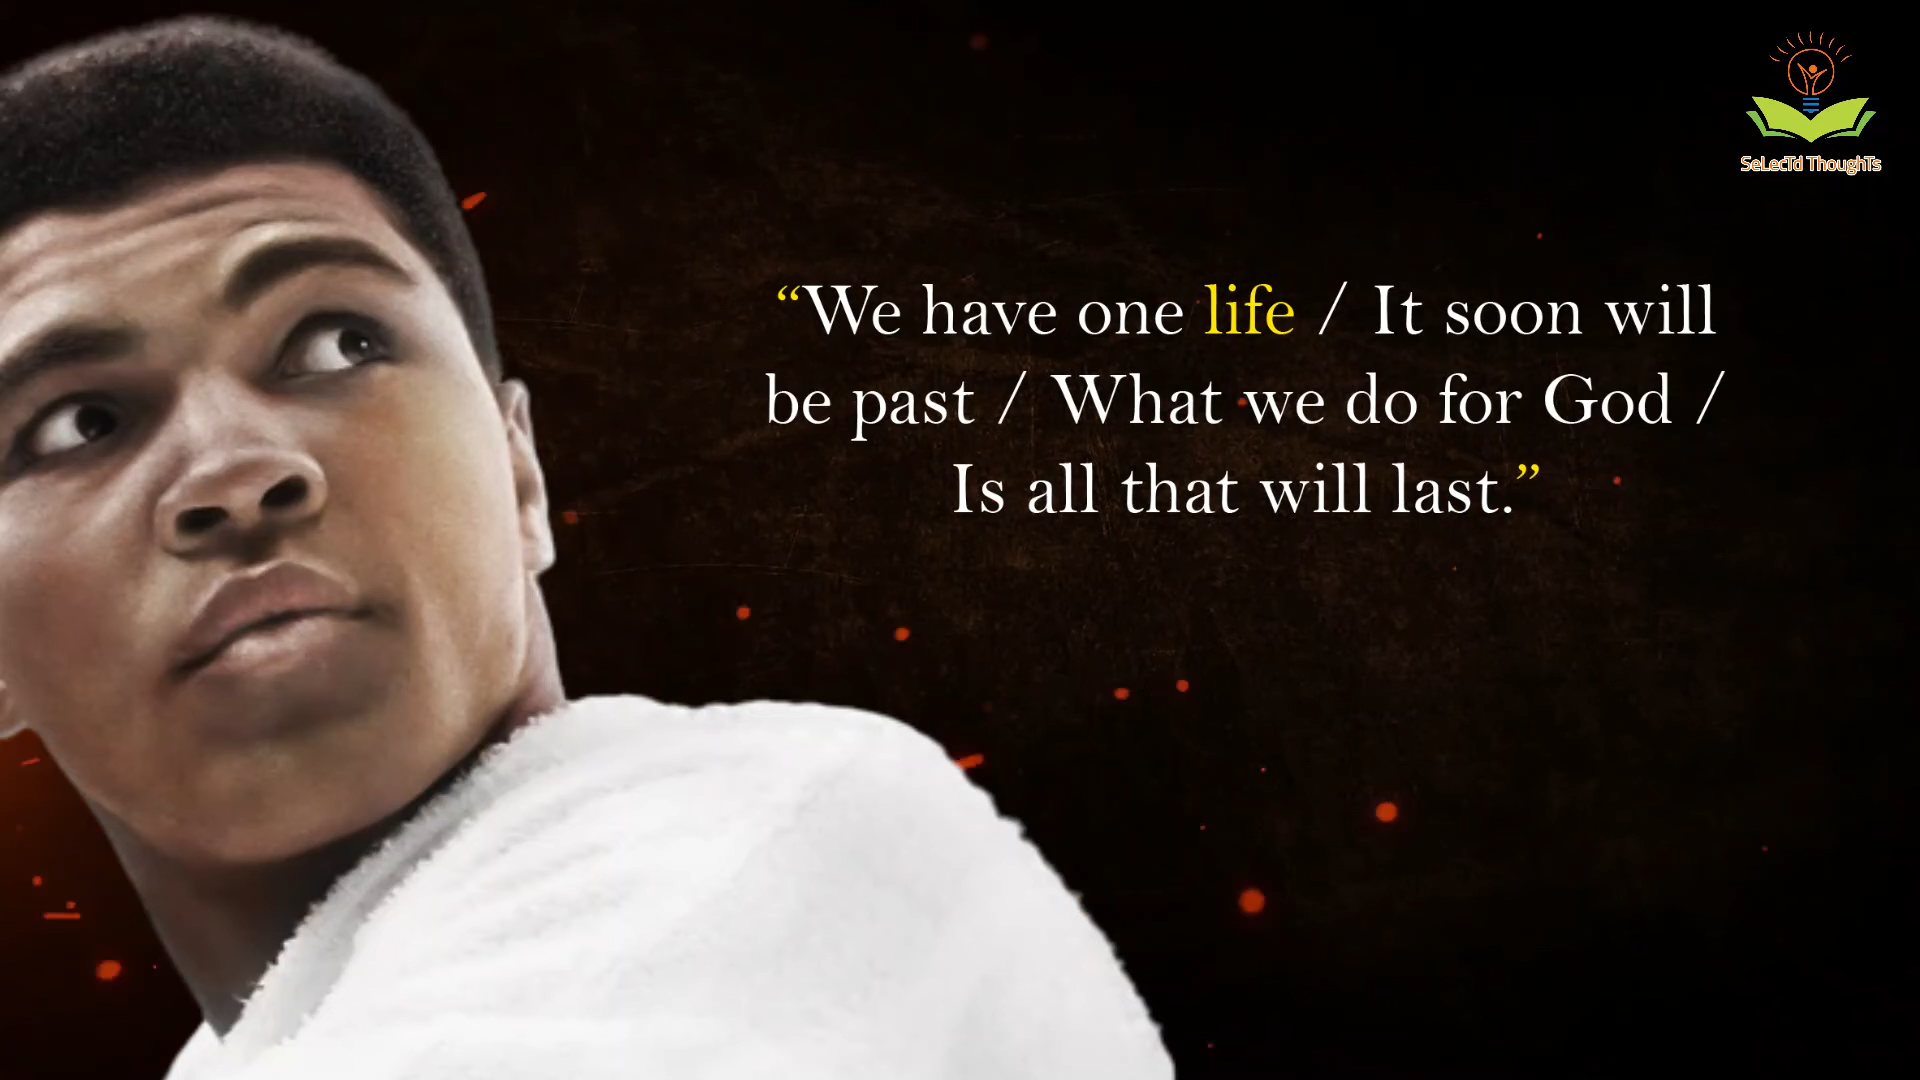 SeLecTd ThoughTs
“We have one life / It soon will
be past / What we do for God /
Is all that will last.”